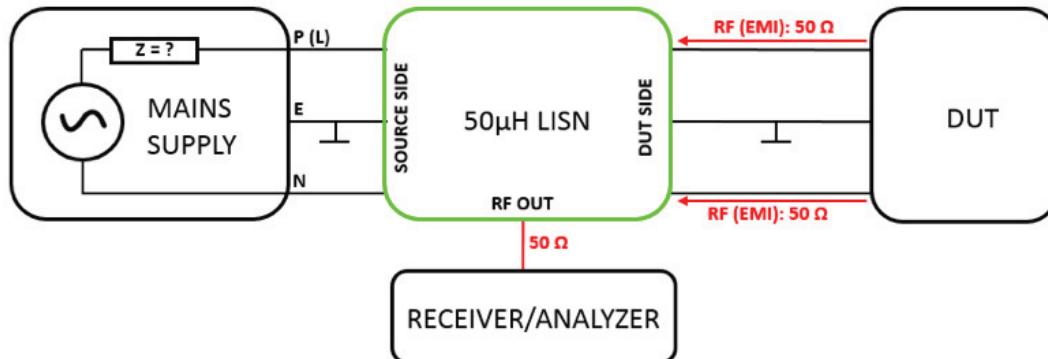 Z = ?
P (L)
MAINS
SUPPLY
E
N
SOURCE SIDE
50µH LISN
DUT SIDE
RF OUT
RF (EMI): 50 Ω
RF (EMI): 50 Ω
DUT
50 Ω
RECEIVER/ANALYZER